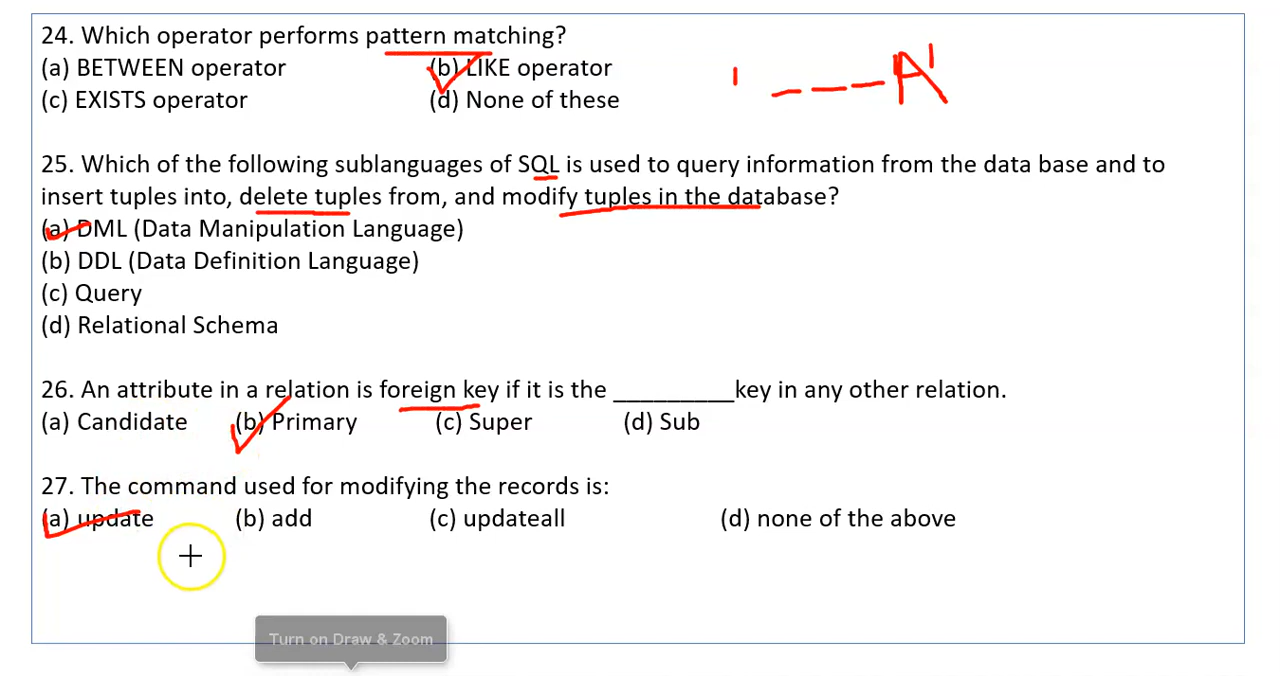 24. Which operator performs pattern matching?
(a) BETWEEN operator (b) LIKE operator
(c) EXISTS operator (d) None of these
' _ _ _ A'
25. Which of the following sublanguages of SQL is used to query information from the data base and to
insert tuples into, delete tuples from, and modify tuples in the database?
(a) DML (Data Manipulation Language)
(b) DDL (Data Definition Language)
(c) Query
(d) Relational Schema
26. An attribute in a relation is foreign key if it is the _________key in any other relation.
(a) Candidate (b) Primary (c) Super (d) Sub
27. The command used for modifying the records is:
(a) update (b) add (c) updateall (d) none of the above
Turn on Draw & Zoom